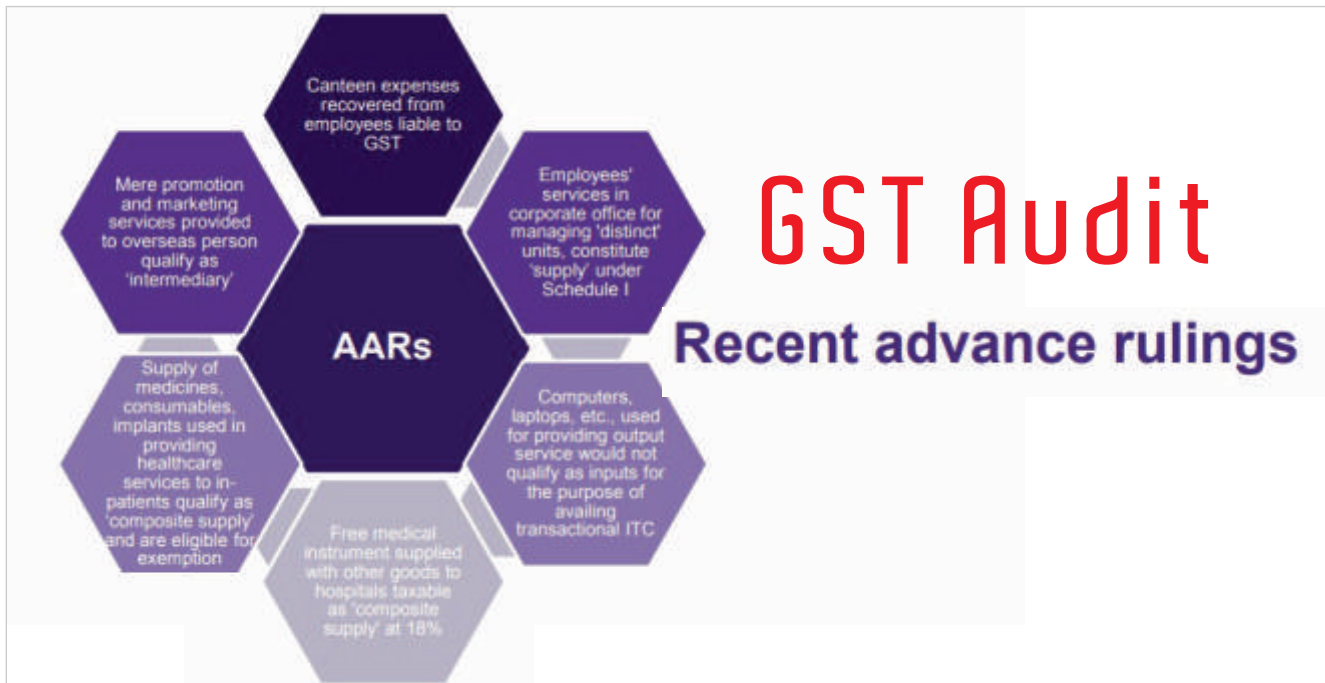 Canteen expenses
recovered from
employees liable to
GST
Employees'
services in
corporate office for
managing 'distinct'
units, constitute
'supply' under
Schedule I
Computers,
laptops, etc., used
for providing output
service would not
qualify as inputs for
the purpose of
availing
transactional ITC
Free medical
instrument supplied
with other goods to
hospitals taxable
as 'composite
supply' at 18%
Supply of
medicines,
consumables,
implants used in
providing
healthcare
services to in-
patients qualify as
'composite supply'
and are eligible for
exemption
Mere promotion
and marketing
services provided
to overseas person
qualify as
'intermediary'
AARs
GST Audit
Recent advance rulings